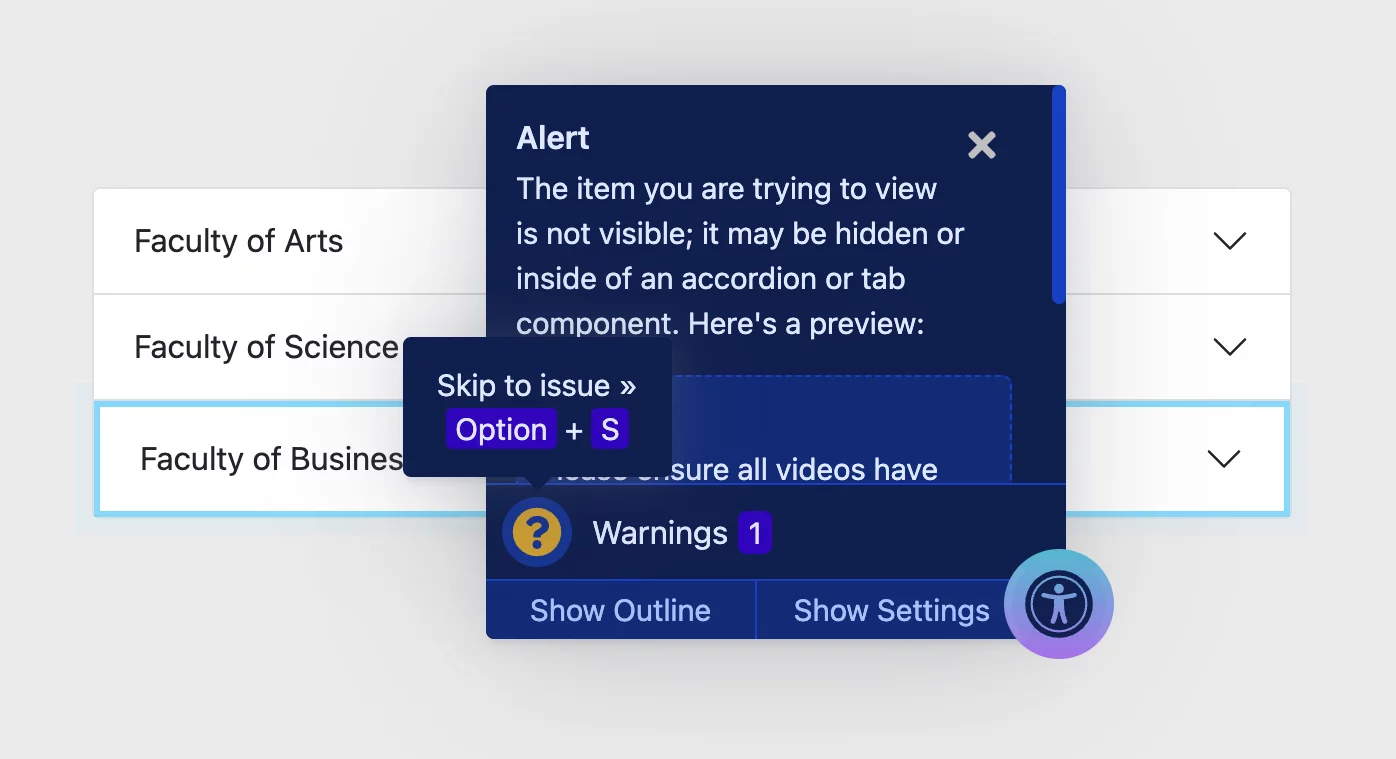 Alert
The item you are trying to view
is not visible; it may be hidden or
inside of an accordion or tab
component. Here's a preview:
Faculty of Arts
Faculty of Science
Faculty of Busines
Skip to issue »
Option + S
ensure all videos have
Warnings 1
Show Outline
Show Settings